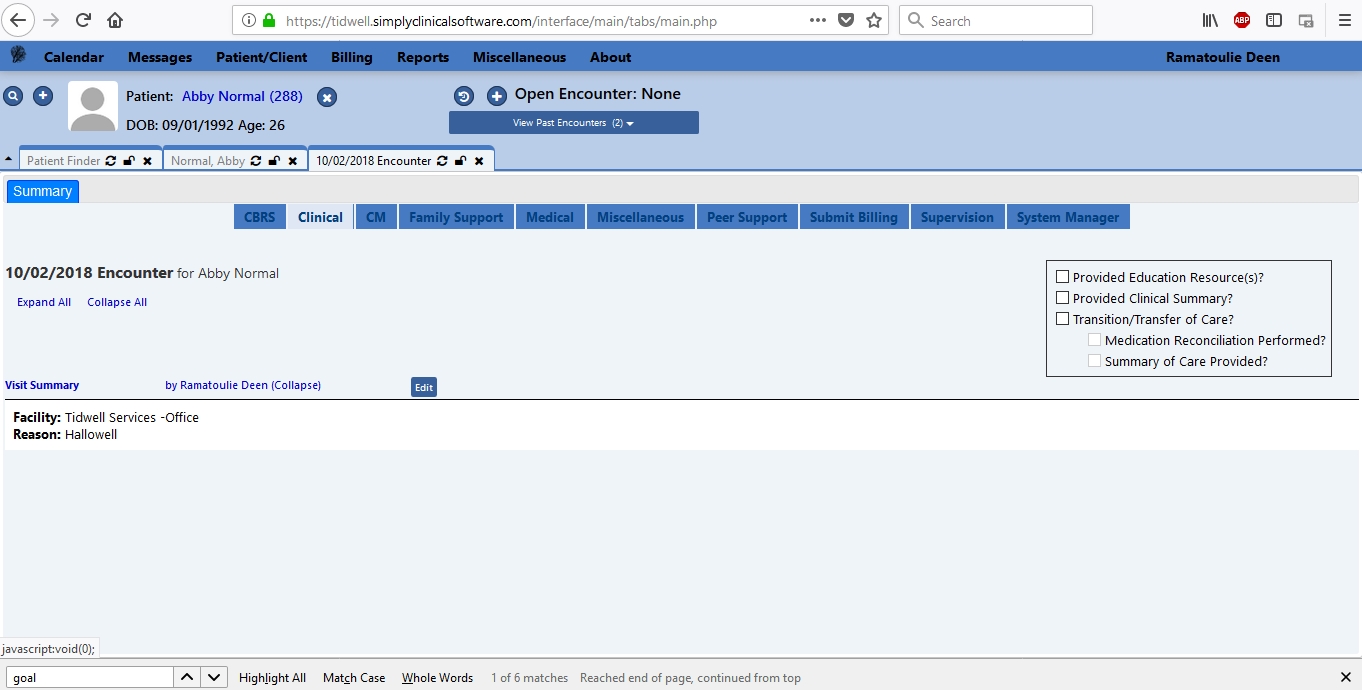 https://tidwell.simplyclinicalsoftware.com/interface/main/tabs/main.php
Search
ABP
Calendar Messages Patient/Client Billing Reports Miscellaneous About Ramatoulie Deen
Patient: Abby Normal (288)
Open Encounter: None
DOB: 09/01/1992 Age: 26
View Past Encounters (2)
Patient Finder Normal, Abby 10/02/2018 Encounter
Summary
CBRS Clinical CM Family Support Medical Miscellaneous Peer Support Submit Billing Supervision System Manager
10/02/2018 Encounter for Abby Normal
Expand All Collapse All
Provided Education Resource(s)?
Provided Clinical Summary?
Transition/Transfer of Care?
Medication Reconciliation Performed?
Summary of Care Provided?
Visit Summary by Ramatoulie Deen (Collapse) Edit
Facility: Tidwell Services -Office
Reason: Hallowell
javascript:void(0);
goal Highlight All Match Case Whole Words 1 of 6 matches Reached end of page, continued from top